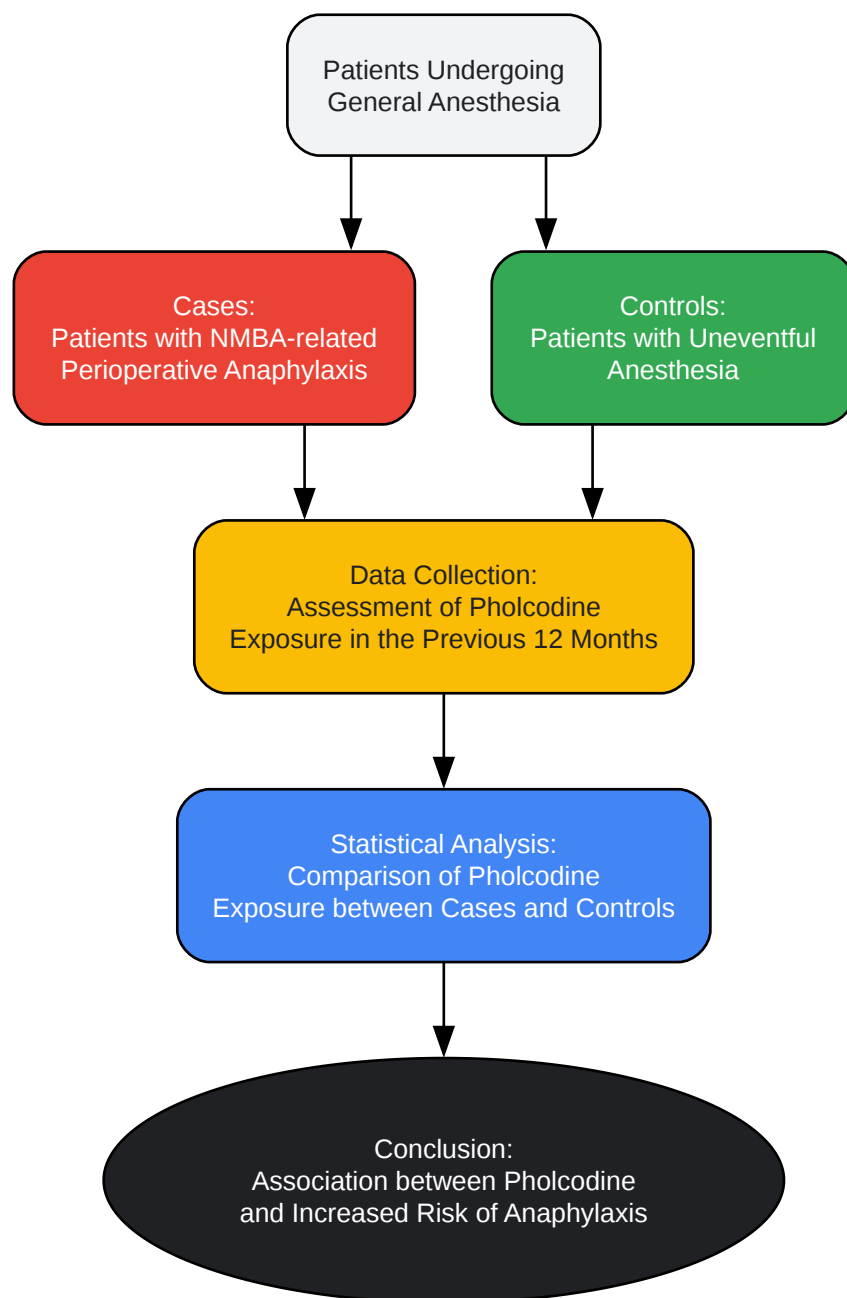 Patients Undergoing
General Anesthesia
Cases:
Patients with NMBA-related
Perioperative Anaphylaxis
Controls:
Patients with Uneventful
Anesthesia
Data Collection:
Assessment of Pholcodine
Exposure in the Previous 12 Months
Statistical Analysis:
Comparison of Pholcodine
Exposure between Cases and Controls
Conclusion:
Association between Pholcodine
and Increased Risk of Anaphylaxis